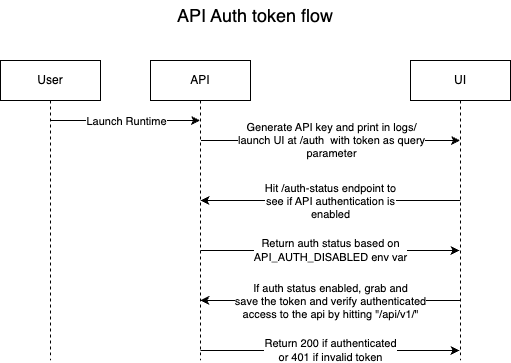 API Auth token flow
User
API
UI
Launch Runtime
Generate API key and print in logs/
launch UI at /auth with token as query
parameter
Hit /auth-status endpoint to
see if API authentication is
enabled
Return auth status based on
API_AUTH_DISABLED env var
If auth status enabled, grab and
save the token and verify authenticated
access to the api by hitting "/api/v1/"
Return 200 if authenticated
or 401 if invalid token